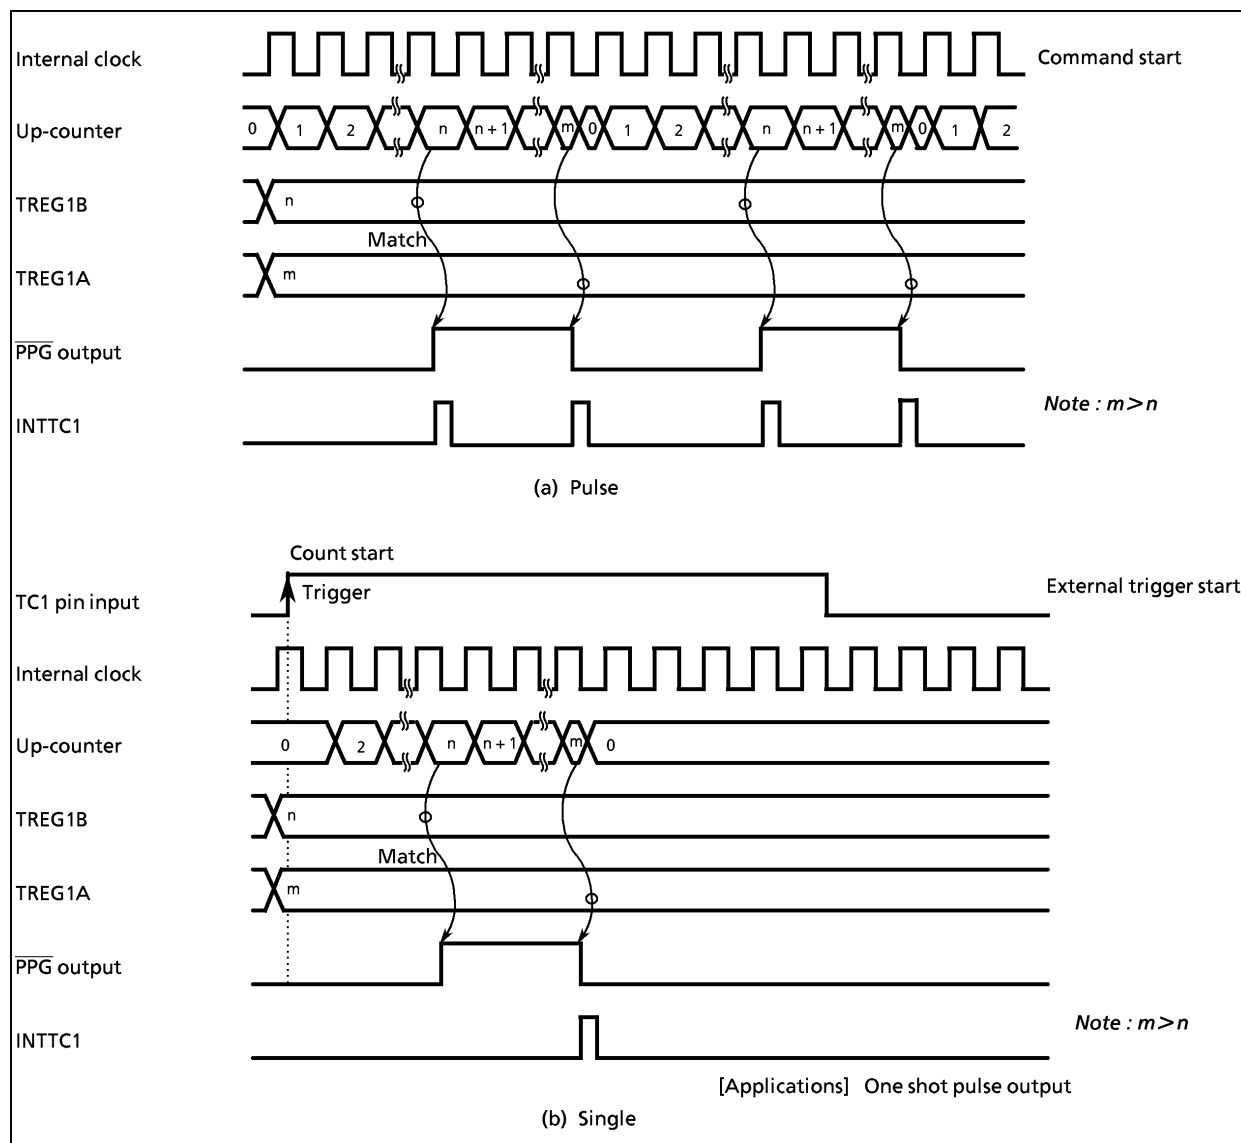 Internal clock
Command start
Up-counter 0 1 2 n n+1 m 0 1 2 n n+1 m 0 1 2
TREG1B n
Match
TREG1A m
PPG output
Note : m>n
INTTC1
(a) Pulse
Count start
Trigger
TC1 pin input
External trigger start
Internal clock
Up-counter 0 2 n n+1 m 0
TREG1B n
Match
TREG1A m
PPG output
Note : m>n
INTTC1
[Applications] One shot pulse output
(b) Single